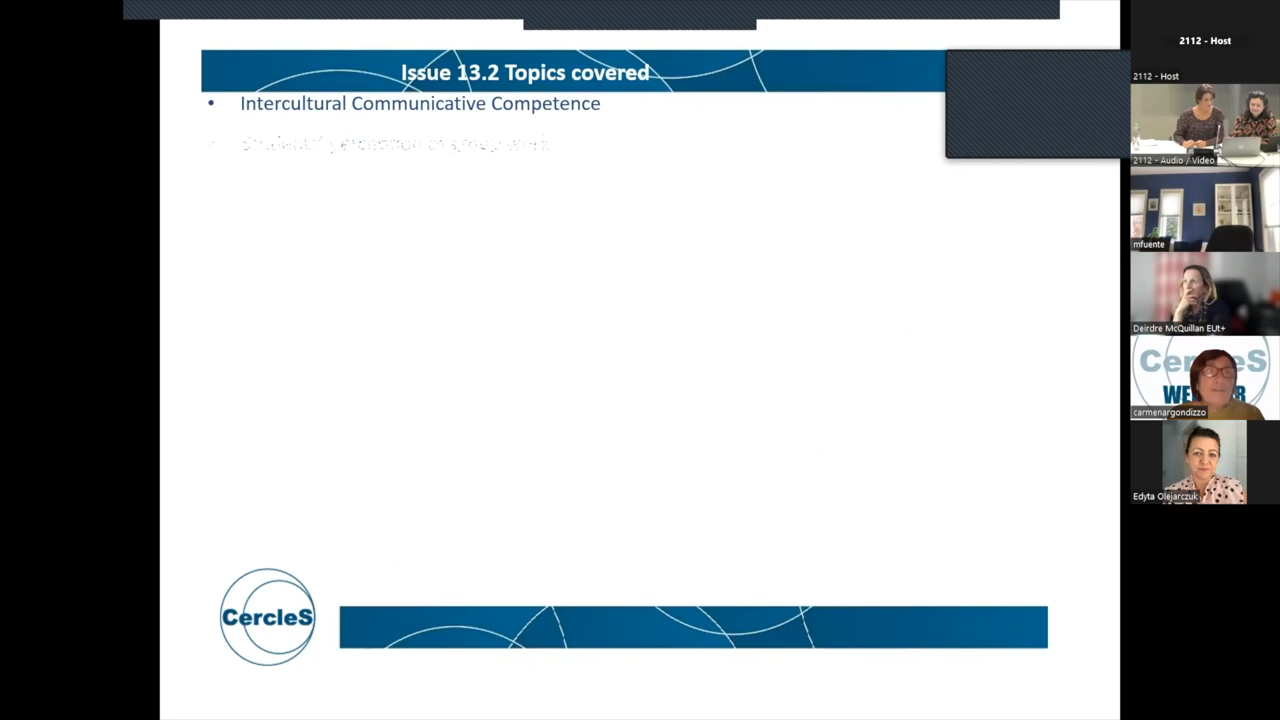 Issue 13.2 Topics covered
• Intercultural Communicative Competence
CercleS
2112 - Host
2112 - Host
2112 - Audio / Video
mfuente
Deirdre McQuillan EUt+
CercleS
carmenargondizzo
Edyta Olejarczuk